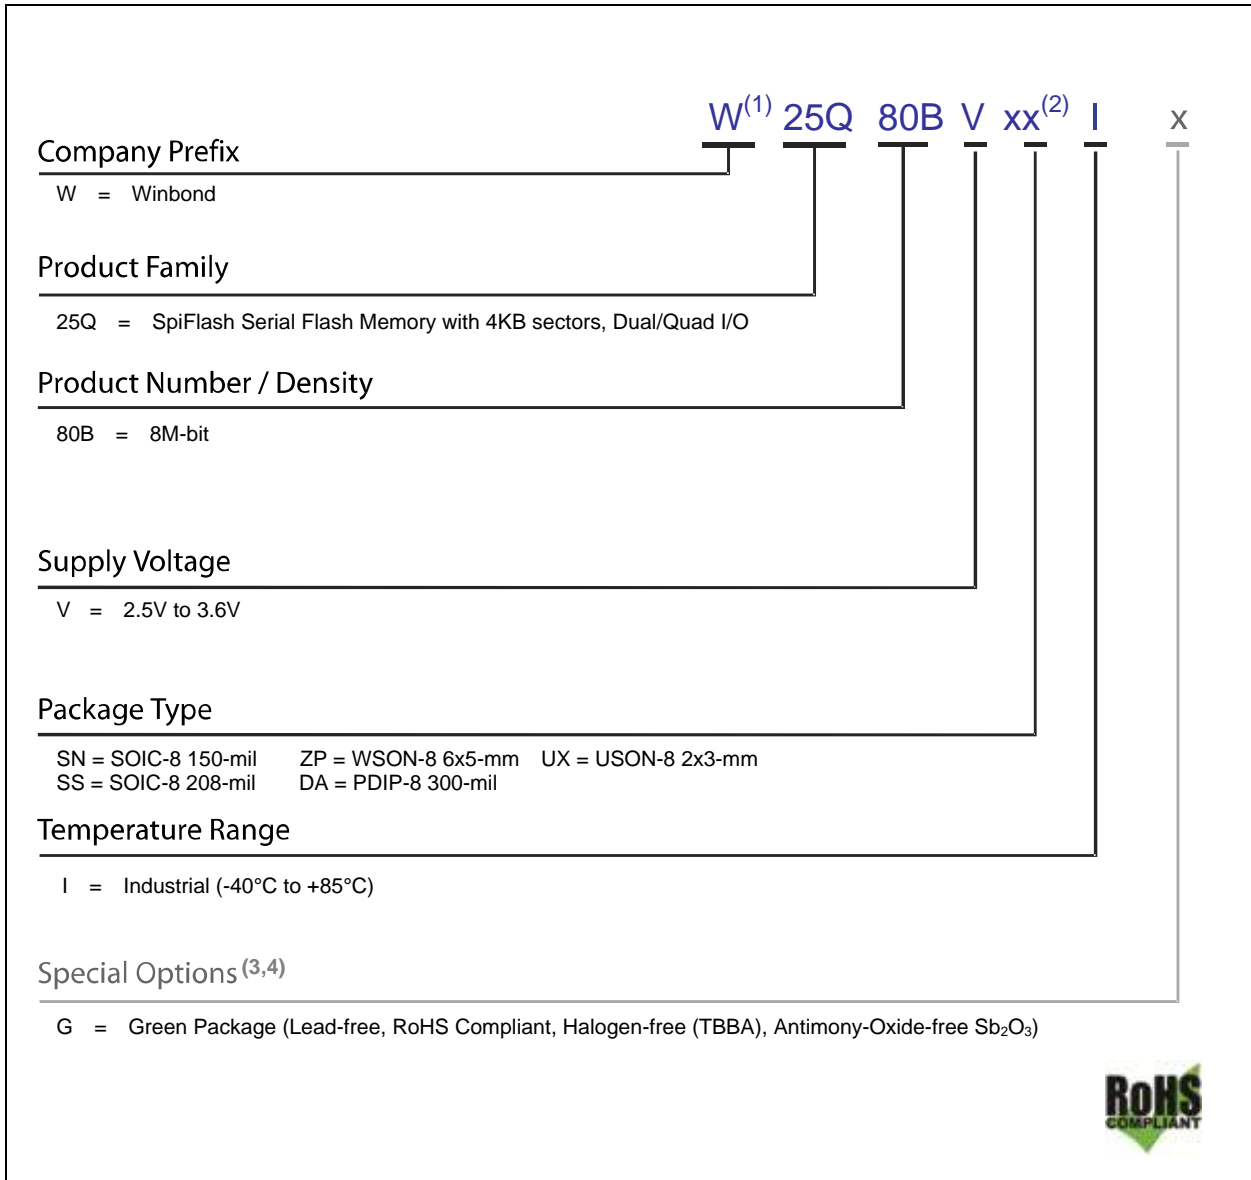 W(1) 25Q 80B V xx(2) I x
Company Prefix
W = Winbond
Product Family
25Q = SpiFlash Serial Flash Memory with 4KB sectors, Dual/Quad I/O
Product Number / Density
80B = 8M-bit
Supply Voltage
V = 2.5V to 3.6V
Package Type
SN = SOIC-8 150-mil ZP = WSON-8 6x5-mm UX = USON-8 2x3-mm
SS = SOIC-8 208-mil DA = PDIP-8 300-mil
Temperature Range
I = Industrial (-40°C to +85°C)
Special Options(3,4)
G = Green Package (Lead-free, RoHS Compliant, Halogen-free (TBBA), Antimony-Oxide-free Sb₂O₃)
RoHS
COMPLIANT